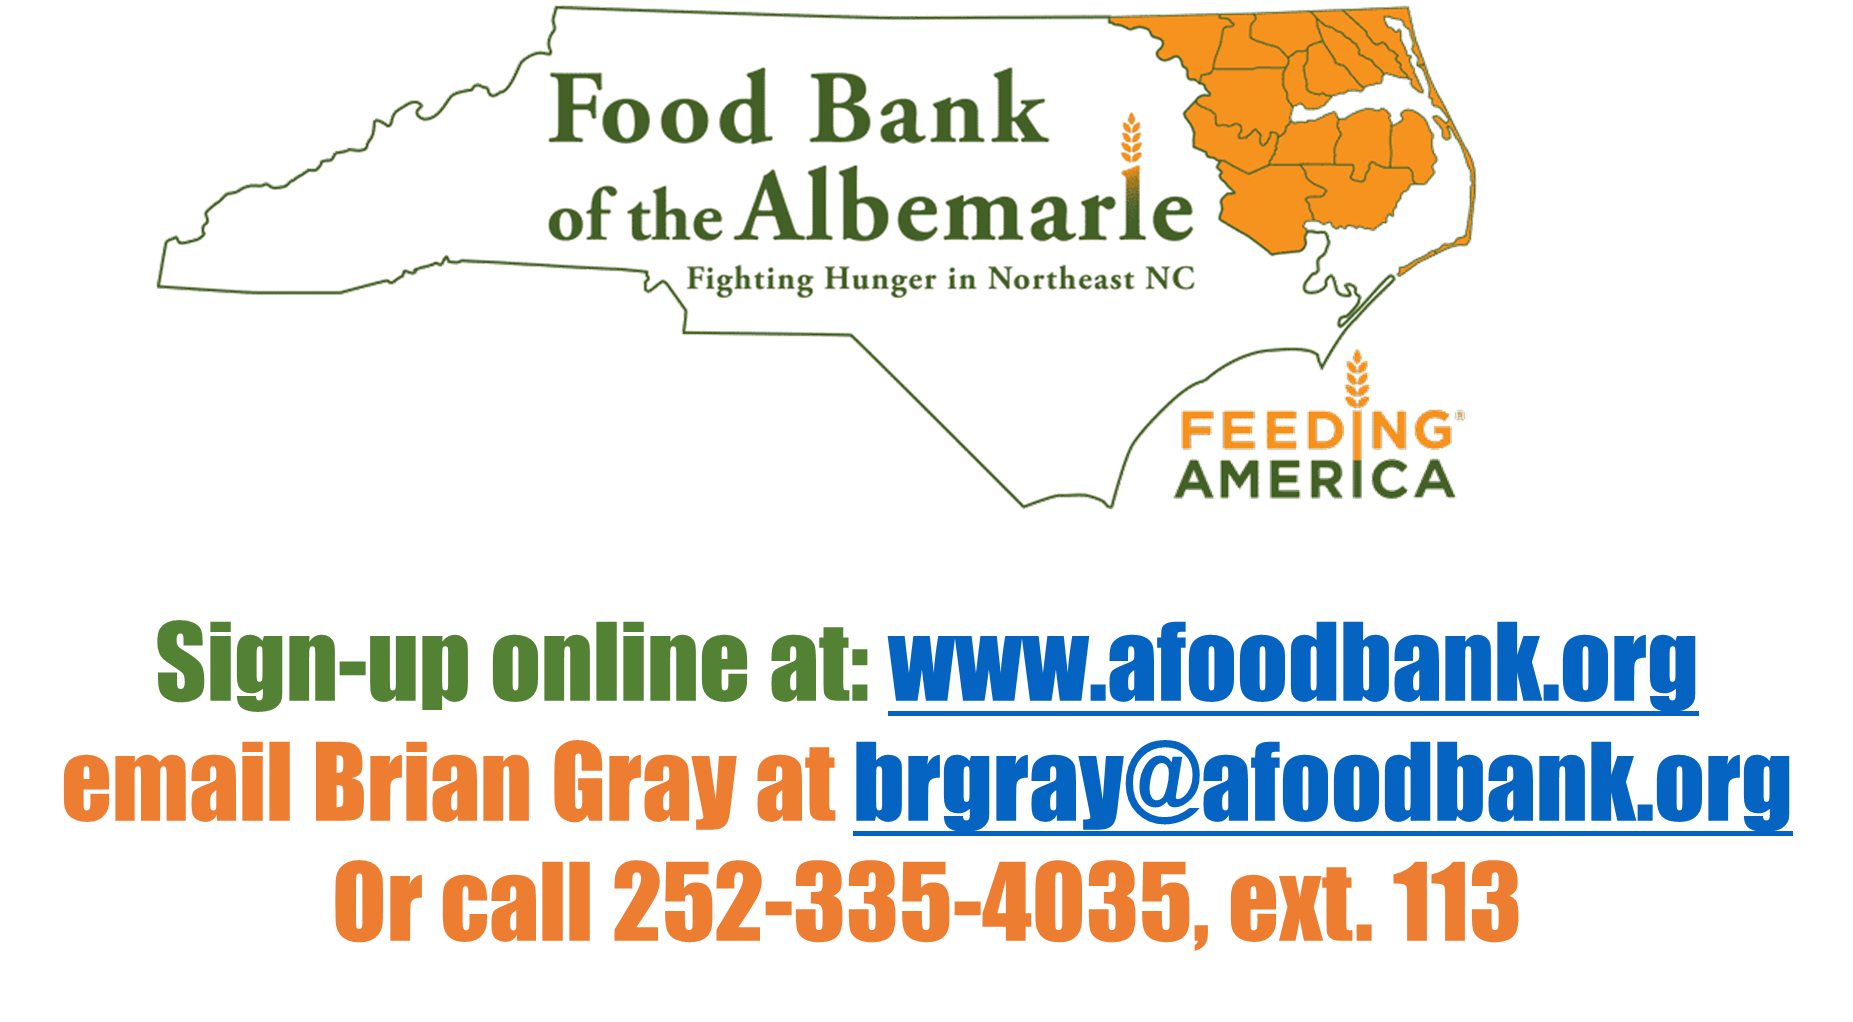 Food Bank
of the Albemarle
Fighting Hunger in Northeast NC
FEEDING®
AMERICA
Sign-up online at: www.afoodbank.org
email Brian Gray at brgray@afoodbank.org
Or call 252-335-4035, ext. 113